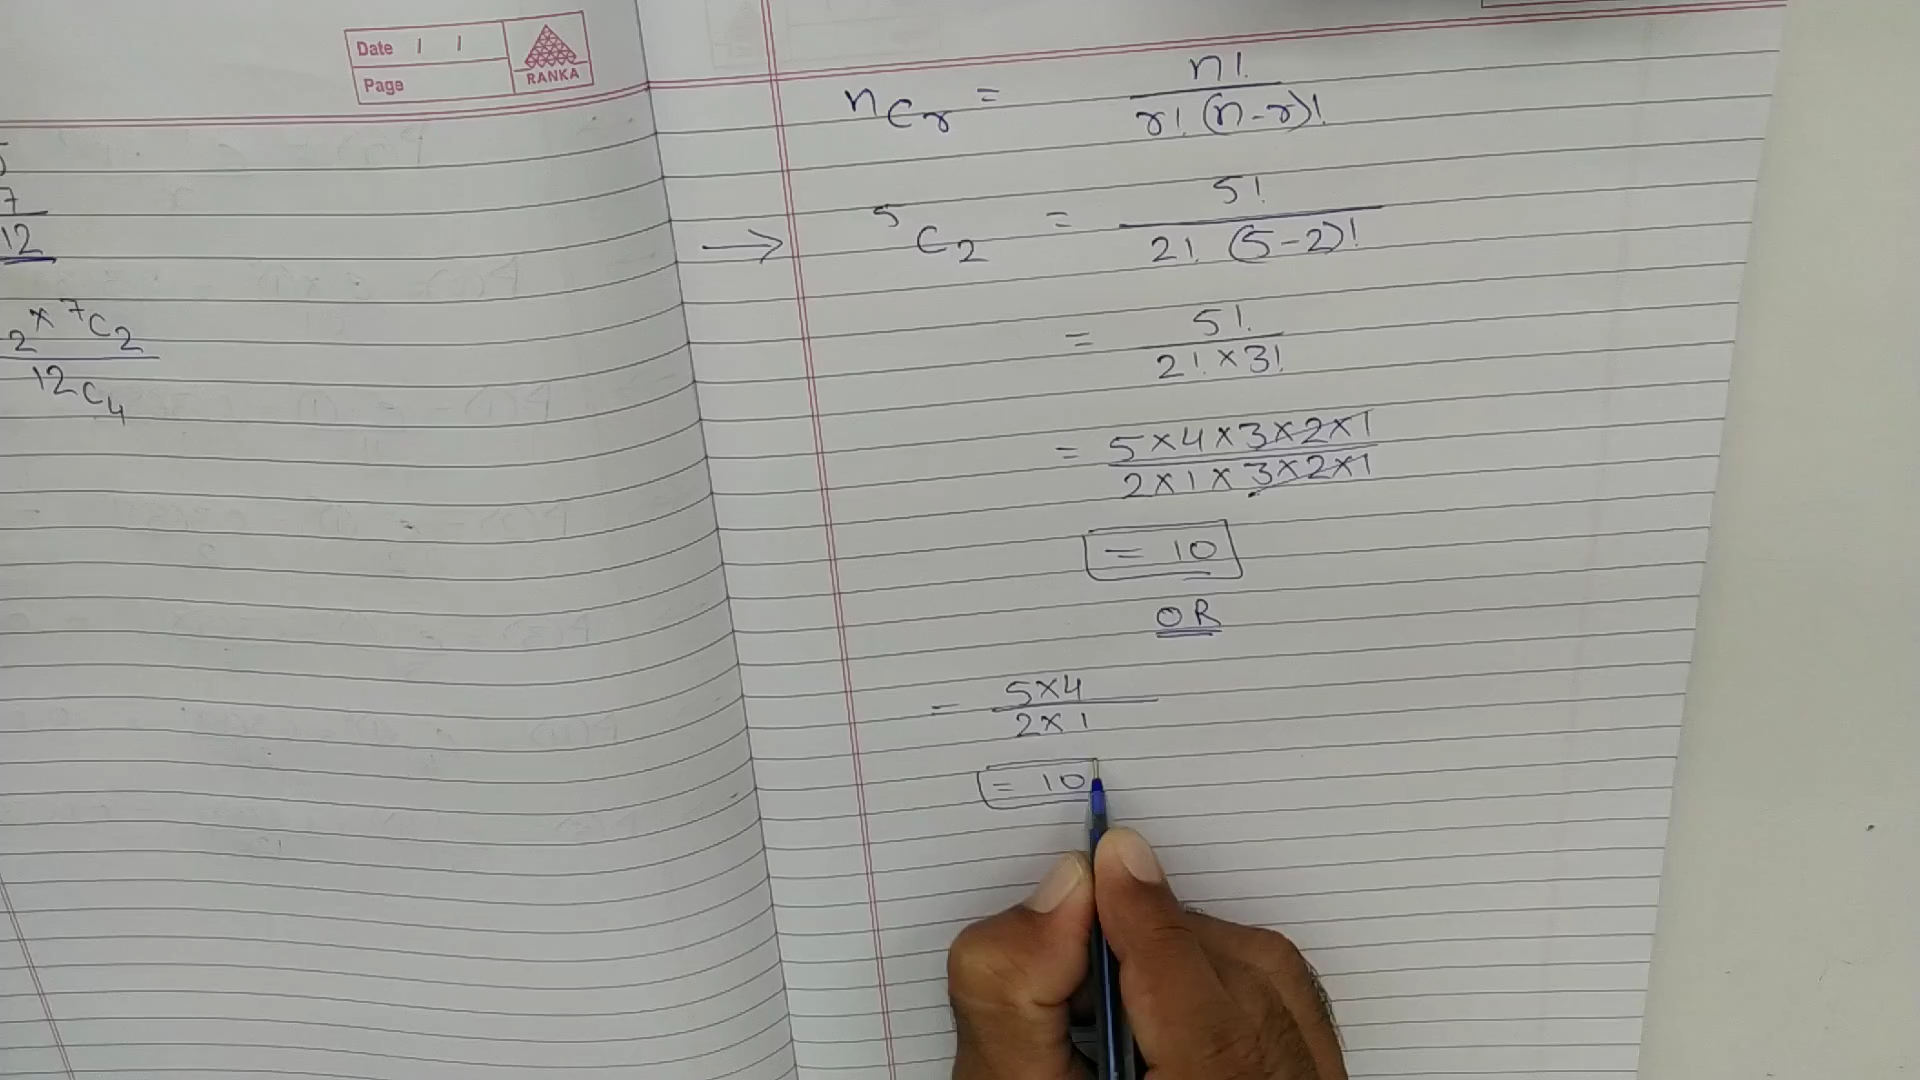 Date / /
Page
RANKA
7
12
2 × ⁷C₂
12C₄
nCr = n! / r! (n-r)!
→ ⁵C₂ = 5! / 2! (5-2)!
= 5! / 2! × 3!
= 5×4×3×2×1 / 2×1×3×2×1
= 10
OR
= 5×4 / 2×1
= 10